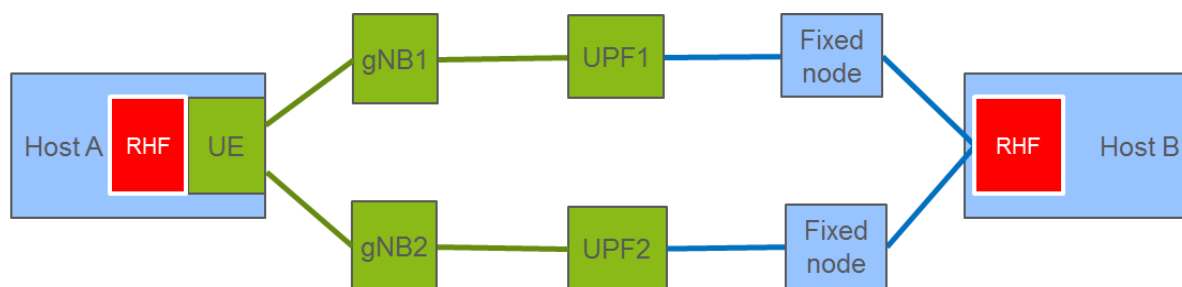 gNB1
UPF1
Fixed
node
Host A
RHF
UE
RHF
Host B
gNB2
UPF2
Fixed
node